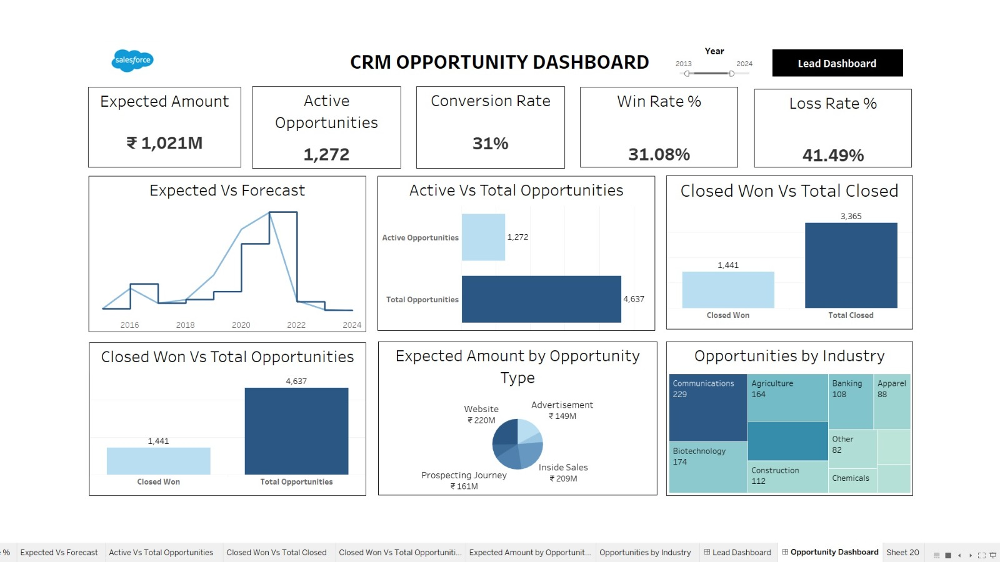 salesforce
CRM OPPORTUNITY DASHBOARD
Year
2013
2024
Lead Dashboard
Expected Amount
₹ 1,021M
Active
Opportunities
1,272
Conversion Rate
31%
Win Rate %
31.08%
Loss Rate %
41.49%
Expected Vs Forecast
2016
2018
2020
2022
2024
Active Vs Total Opportunities
Active Opportunities
1,272
Total Opportunities
4,637
Closed Won Vs Total Closed
3,365
1,441
Closed Won
Total Closed
Closed Won Vs Total Opportunities
4,637
1,441
Closed Won
Total Opportunities
Expected Amount by Opportunity
Type
Website
₹ 220M
Advertisement
₹ 149M
Inside Sales
₹ 209M
Prospecting Journey
₹ 161M
Opportunities by Industry
Communications
229
Agriculture
164
Banking
108
Apparel
88
Biotechnology
174
Construction
112
Other
82
Chemicals
%
Expected Vs Forecast
Active Vs Total Opportunities
Closed Won Vs Total Closed
Closed Won Vs Total Opportuniti...
Expected Amount by Opportunit...
Opportunities by Industry
Lead Dashboard
Opportunity Dashboard
Sheet 20